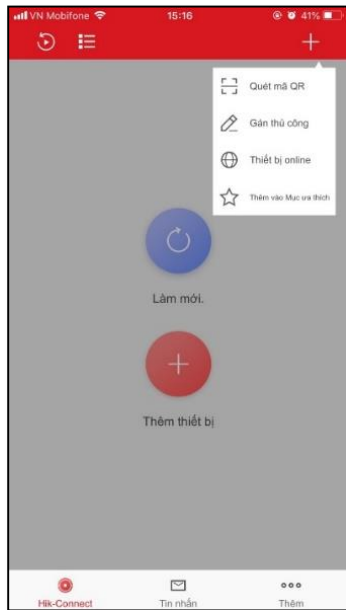 VN Mobifone 15:16 41%
Quét mã QR
Gán thủ công
Thiết bị online
Thêm vào Mục ưa thích
Làm mới.
Thêm thiết bị
Hik-Connect Tin nhắn Thêm